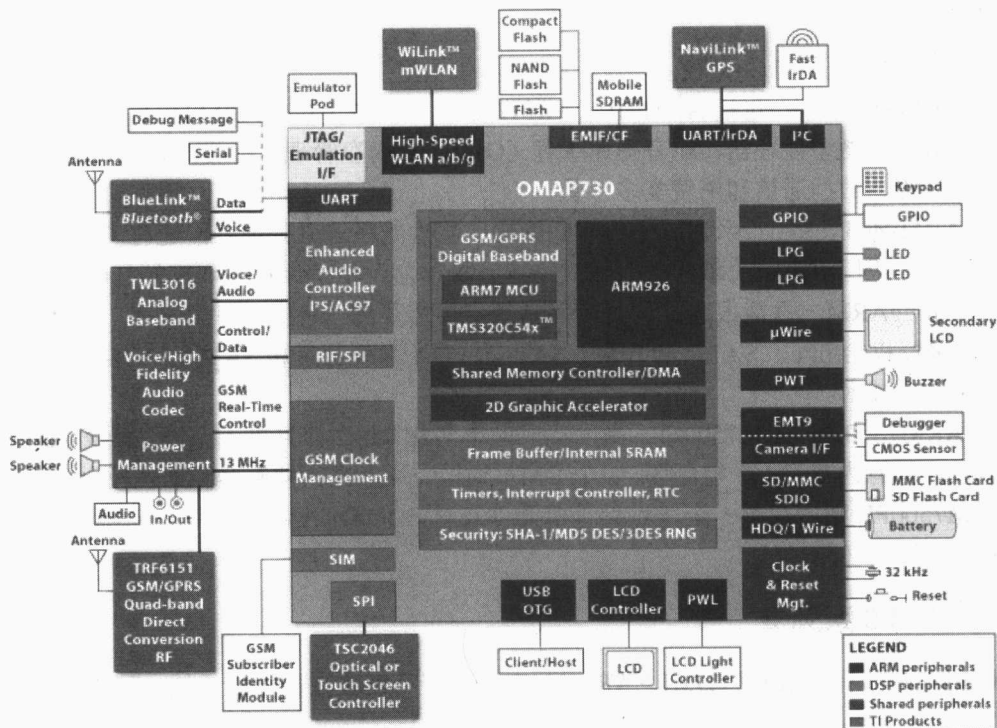 Compact
Flash
NAND
Flash
Flash
WiLink™
mWLAN
NaviLink™
GPS
Fast
IrDA
Emulator
Pod
Mobile
SDRAM
Debug Message
Serial
JTAG/
Emulation
I/F
High-Speed
WLAN a/b/g
EMIF/CF
UART/IrDA
I²C
OMAP730
Antenna
BlueLink™
Bluetooth®
Data
Voice
UART
Enhanced
Audio
Controller
I²S/AC97
GSM/GPRS
Digital Baseband
ARM7 MCU
TMS320C54x™
ARM926
GPIO
Keypad
GPIO
LPG
LED
LPG
LED
TWL3016
Analog
Baseband
Voice/High
Fidelity
Audio
Codec
Power
Management
Vioce/
Audio
Control/
Data
GSM
Real-Time
Control
13 MHz
RIF/SPI
GSM Clock
Management
Shared Memory Controller/DMA
2D Graphic Accelerator
Frame Buffer/Internal SRAM
Timers, Interrupt Controller, RTC
Security: SHA-1/MD5 DES/3DES RNG
µWire
Secondary
LCD
PWT
Buzzer
EMT9
Camera I/F
Debugger
CMOS Sensor
SD/MMC
SDIO
MMC Flash Card
SD Flash Card
HDQ/1 Wire
Battery
Clock
& Reset
Mgt.
32 kHz
Reset
Speaker
Speaker
Audio
In/Out
Antenna
TRF6151
GSM/GPRS
Quad-band
Direct
Conversion
RF
SIM
SPI
GSM
Subscriber
Identity
Module
TSC2046
Optical or
Touch Screen
Controller
USB
OTG
LCD
Controller
PWL
Client/Host
LCD
LCD Light
Controller
LEGEND
ARM peripherals
DSP peripherals
Shared peripherals
TI Products